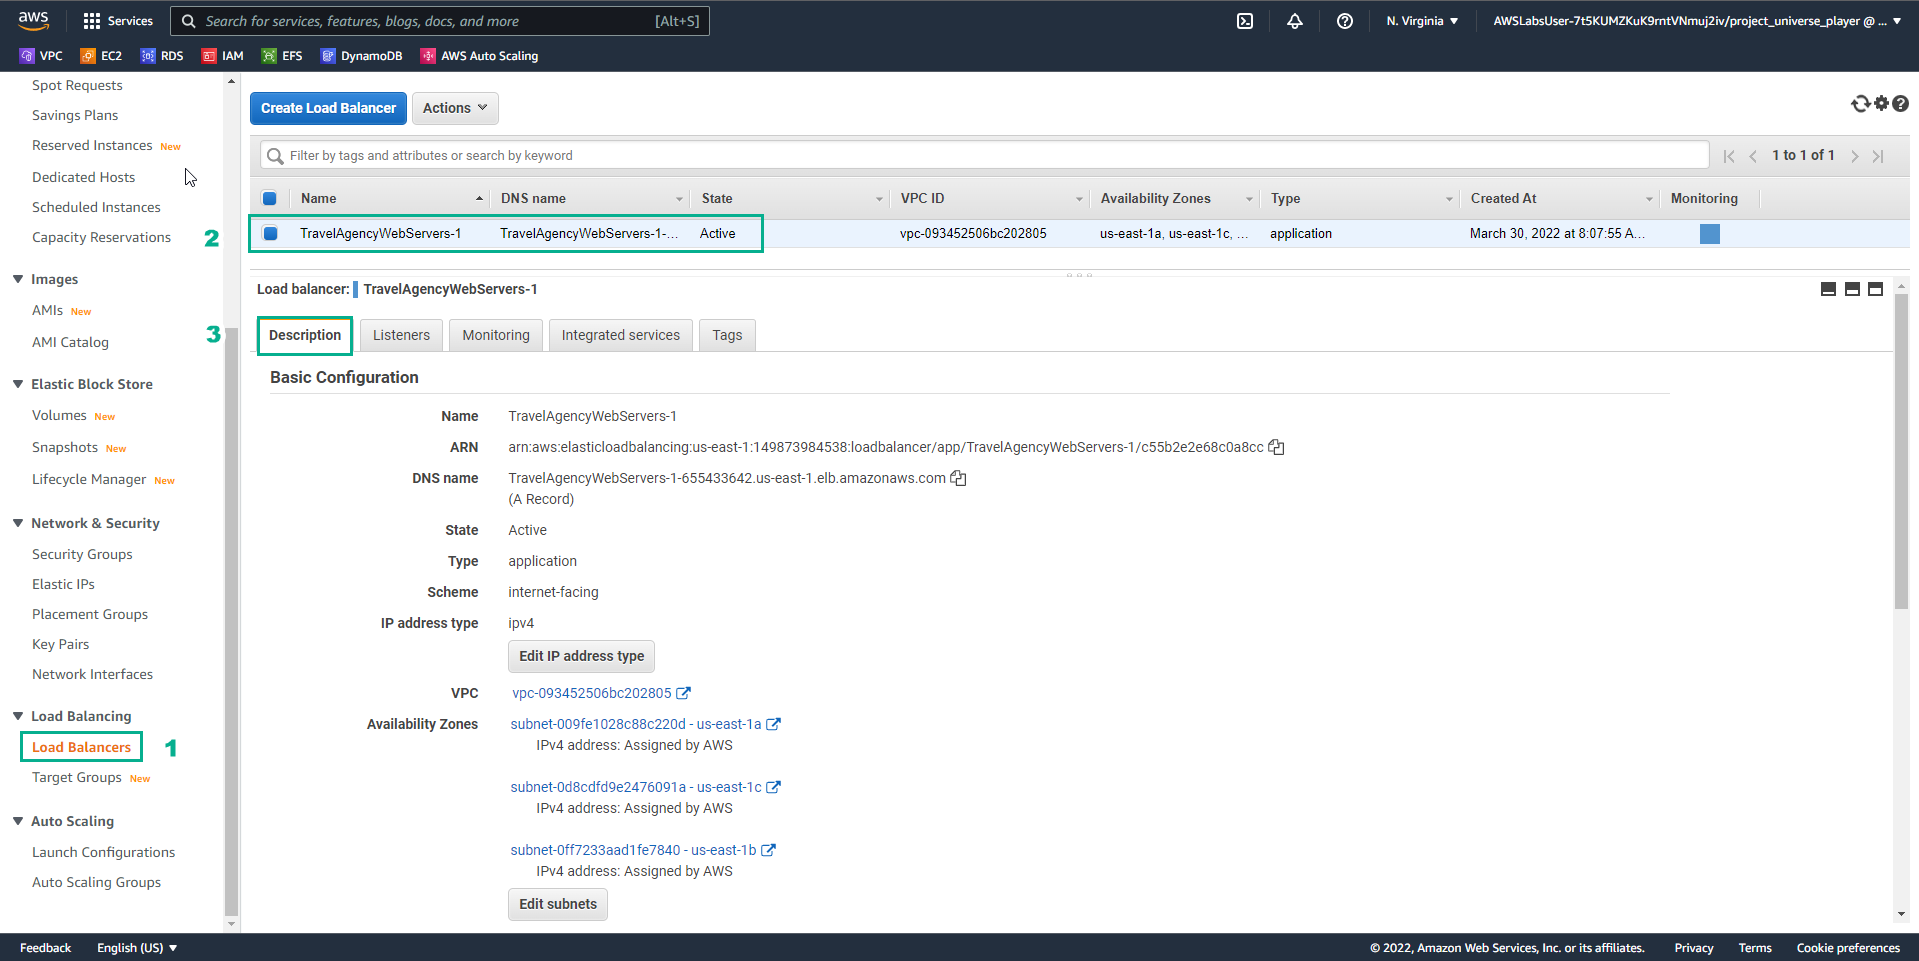 aws
Services
Search for services, features, blogs, docs, and more
[Alt+S]
N. Virginia
AWSLabsUser-7t5KUMZKuK9rntVNmuj2iv/project_universe_player @ ...
VPC
EC2
RDS
IAM
EFS
DynamoDB
AWS Auto Scaling
Spot Requests
Savings Plans
Reserved Instances New
Dedicated Hosts
Scheduled Instances
Capacity Reservations
2
Images
AMIs New
3
AMI Catalog
Elastic Block Store
Volumes New
Snapshots New
Lifecycle Manager New
Network & Security
Security Groups
Elastic IPs
Placement Groups
Key Pairs
Network Interfaces
Load Balancing
Load Balancers
1
Target Groups New
Auto Scaling
Launch Configurations
Auto Scaling Groups
Create Load Balancer
Actions
Filter by tags and attributes or search by keyword
1 to 1 of 1
Name DNS name State VPC ID Availability Zones Type Created At Monitoring
TravelAgencyWebServers-1 TravelAgencyWebServers-1-... Active vpc-093452506bc202805 us-east-1a, us-east-1c, ... application March 30, 2022 at 8:07:55 A...
Load balancer: TravelAgencyWebServers-1
Description Listeners Monitoring Integrated services Tags
Basic Configuration
Name TravelAgencyWebServers-1
ARN arn:aws:elasticloadbalancing:us-east-1:149873984538:loadbalancer/app/TravelAgencyWebServers-1/c55b2e2e68c0a8cc
DNS name TravelAgencyWebServers-1-655433642.us-east-1.elb.amazonaws.com
(A Record)
State Active
Type application
Scheme internet-facing
IP address type ipv4
Edit IP address type
VPC vpc-093452506bc202805
Availability Zones subnet-009fe1028c88c220d - us-east-1a
IPv4 address: Assigned by AWS
subnet-0d8cdfd9e2476091a - us-east-1c
IPv4 address: Assigned by AWS
subnet-0ff7233aad1fe7840 - us-east-1b
IPv4 address: Assigned by AWS
Edit subnets
Feedback
English (US)
© 2022, Amazon Web Services, Inc. or its affiliates.
Privacy
Terms
Cookie preferences